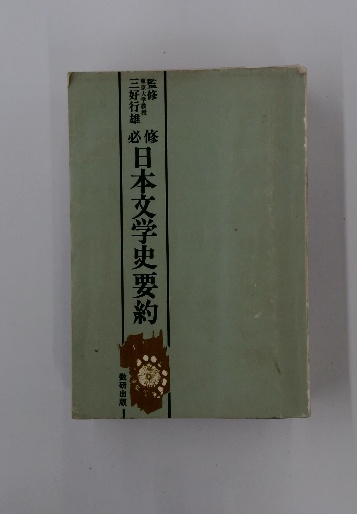 監修
東京大学教授
三好行雄
必修
日本文学史要約
数研出版